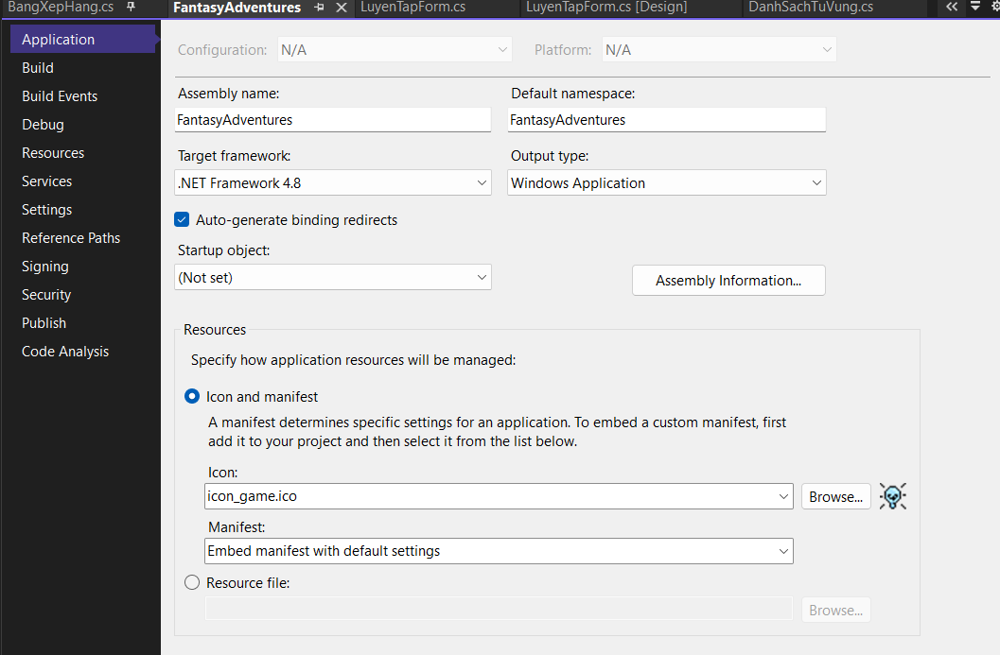 BangXepHang.cs FantasyAdventures LuyenTapForm.cs LuyenTapForm.cs [Design] DanhSachTuVung.cs
Application
Build
Build Events
Debug
Resources
Services
Settings
Reference Paths
Signing
Security
Publish
Code Analysis
Configuration: N/A Platform: N/A
Assembly name: Default namespace:
FantasyAdventures FantasyAdventures
Target framework: Output type:
.NET Framework 4.8 Windows Application
Auto-generate binding redirects
Startup object:
(Not set) Assembly Information...
Resources
Specify how application resources will be managed:
Icon and manifest
A manifest determines specific settings for an application. To embed a custom manifest, first
add it to your project and then select it from the list below.
Icon:
icon_game.ico Browse...
Manifest:
Embed manifest with default settings
Resource file:
Browse...